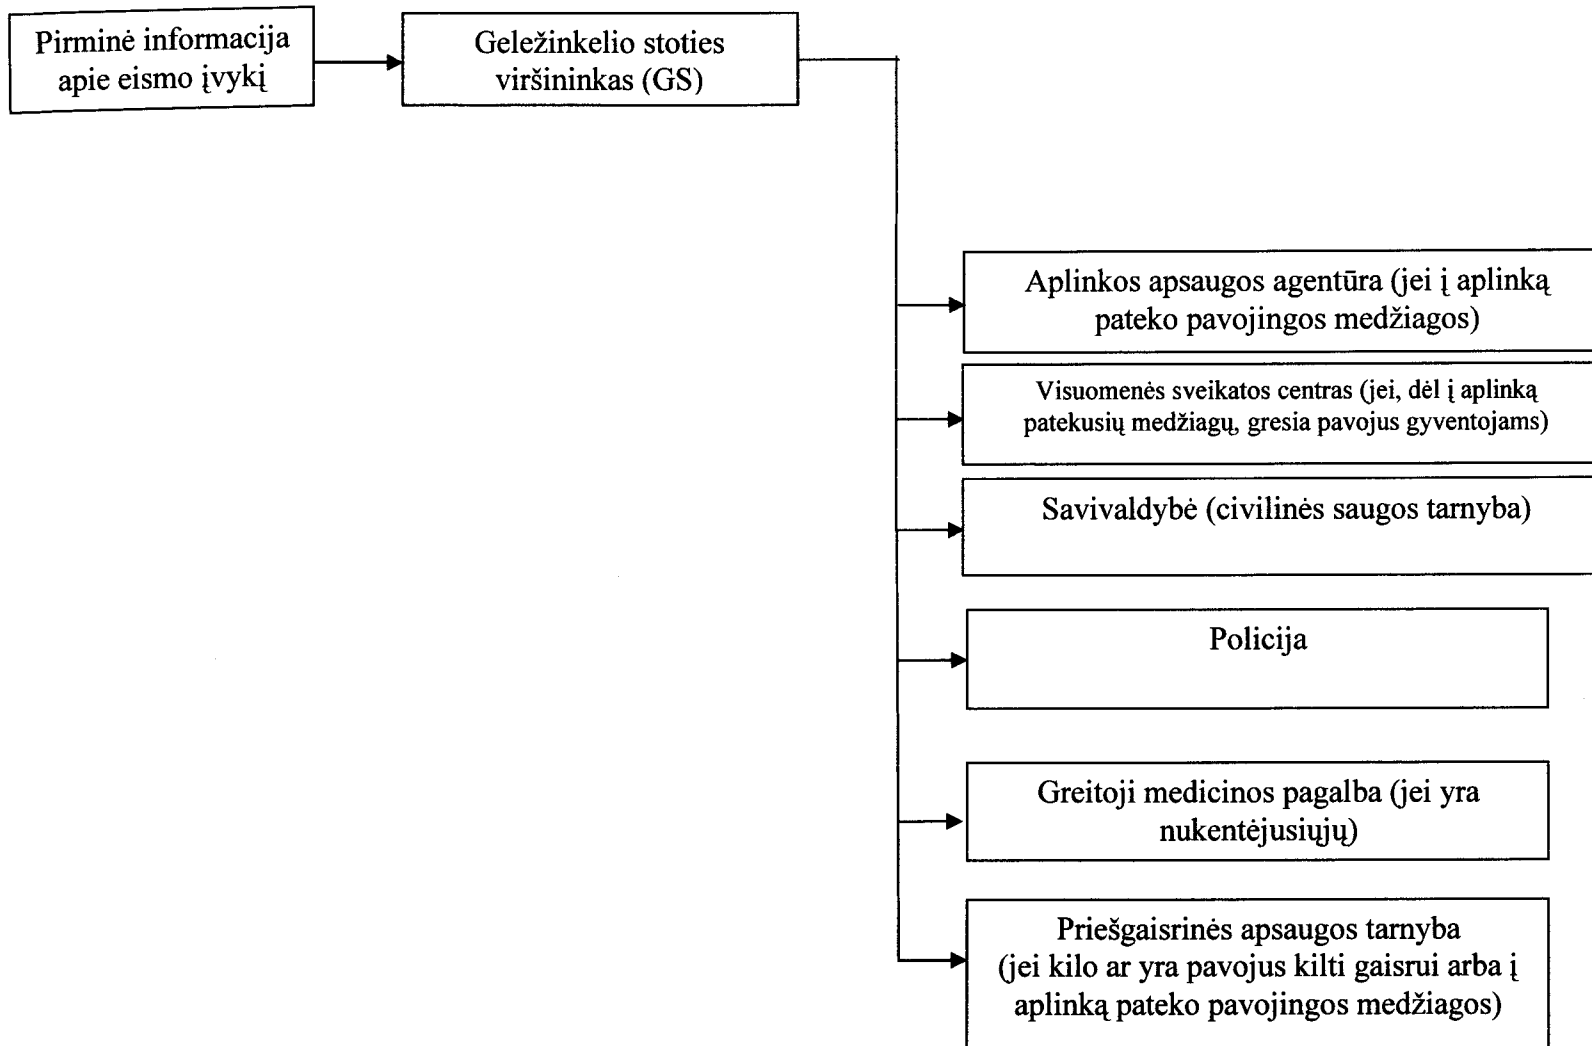 Pirminė informacija
apie eismo įvykį
Geležinkelio stoties
viršininkas (GS)
Aplinkos apsaugos agentūra (jei į aplinką
pateko pavojingos medžiagos)
Visuomenės sveikatos centras (jei, dėl į aplinką
patekusių medžiagų, gresia pavojus gyventojams)
Savivaldybė (civilinės saugos tarnyba)
Policija
Greitoji medicinos pagalba (jei yra
nukentėjusiųjų)
Priešgaisrinės apsaugos tarnyba
(jei kilo ar yra pavojus kilti gaisrui arba į
aplinką pateko pavojingos medžiagos)